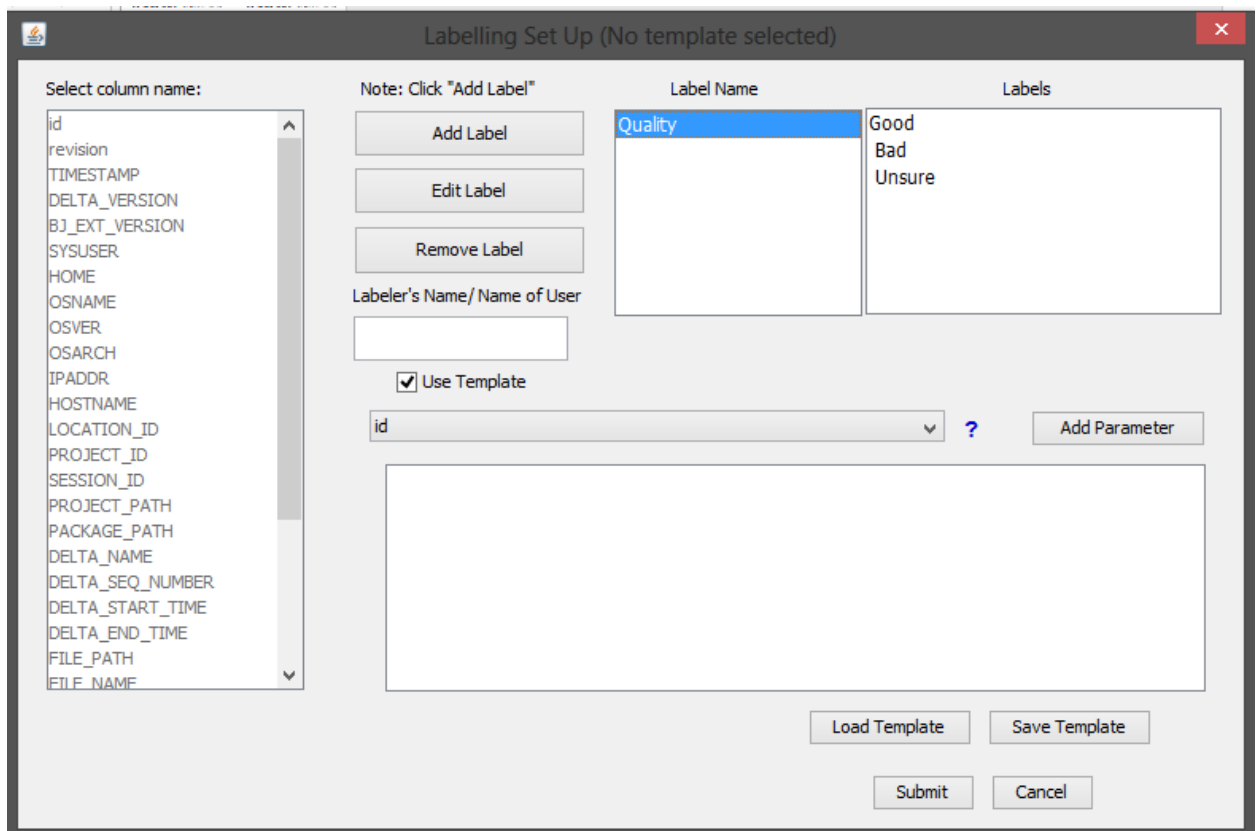 Labelling Set Up (No template selected)
Select column name:
id
revision
TIMESTAMP
DELTA_VERSION
BJ_EXT_VERSION
SYSUSER
HOME
OSNAME
OSVER
OSARCH
IPADDR
HOSTNAME
LOCATION_ID
PROJECT_ID
SESSION_ID
PROJECT_PATH
PACKAGE_PATH
DELTA_NAME
DELTA_SEQ_NUMBER
DELTA_START_TIME
DELTA_END_TIME
FILE_PATH
FILE_NAME
Note: Click "Add Label"
Add Label
Edit Label
Remove Label
Labeler's Name/ Name of User
Use Template
Label Name
Quality
Labels
Good
Bad
Unsure
id
?
Add Parameter
Load Template
Save Template
Submit
Cancel